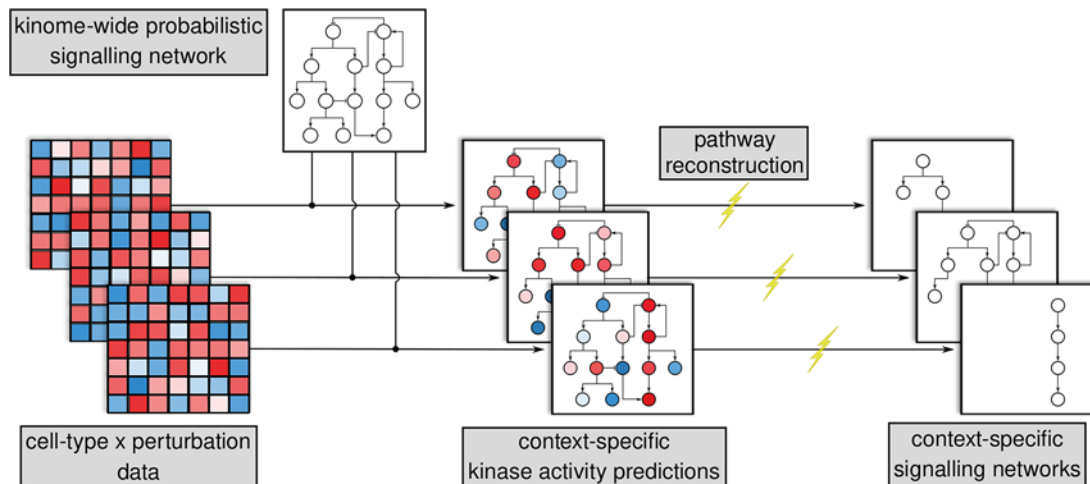 kinome-wide probabilistic
signalling network
pathway
reconstruction
cell-type x perturbation
data
context-specific
kinase activity predictions
context-specific
signalling networks